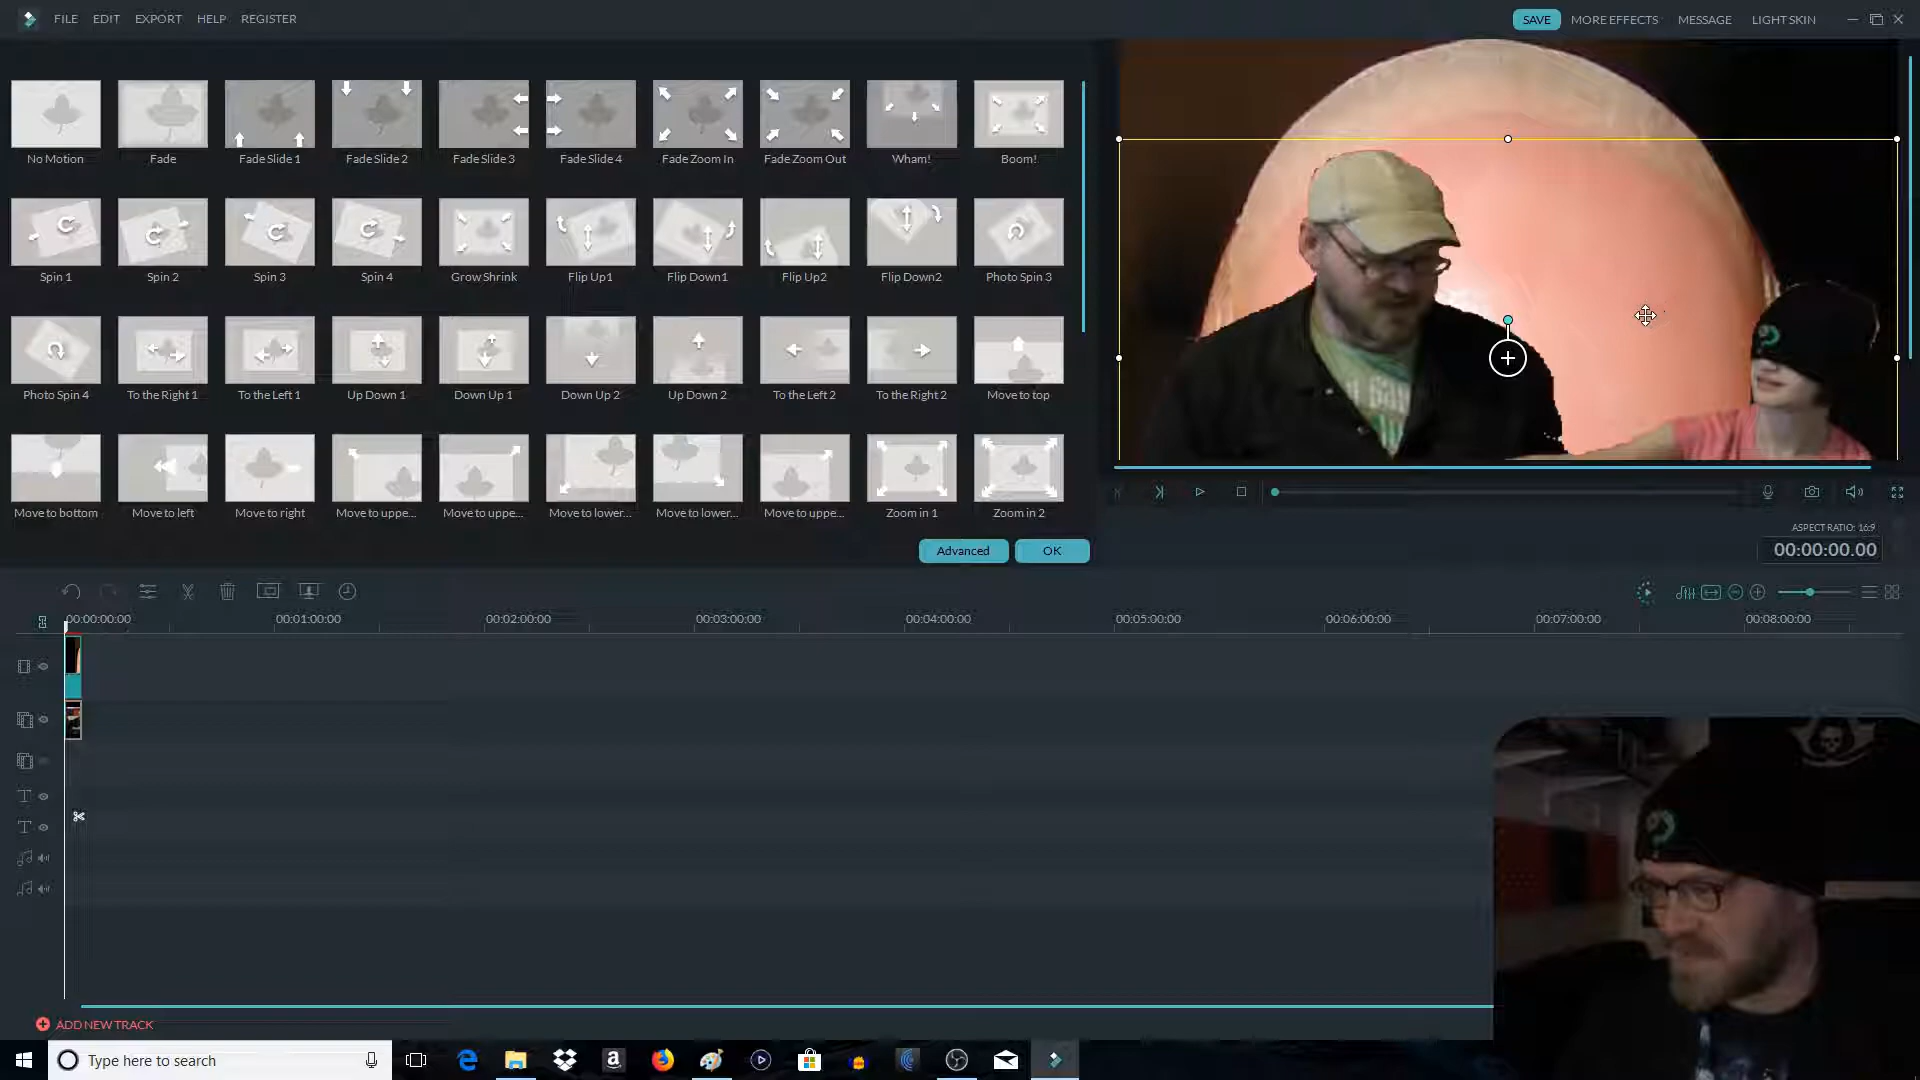 FILE EDIT EXPORT HELP REGISTER
SAVE MORE EFFECTS MESSAGE LIGHT SKIN
No Motion Fade Fade Slide 1 Fade Slide 2 Fade Slide 3 Fade Slide 4 Fade Zoom In Fade Zoom Out Wham! Boom!
Spin 1 Spin 2 Spin 3 Spin 4 Grow Shrink Flip Up1 Flip Down1 Flip Up2 Flip Down2 Photo Spin 3
Photo Spin 4 To the Right 1 To the Left 1 Up Down 1 Down Up 1 Down Up 2 Up Down 2 To the Left 2 To the Right 2 Move to top
Move to bottom Move to left Move to right Move to uppe... Move to uppe... Move to lower... Move to lower... Move to uppe... Zoom in 1 Zoom in 2
Advanced OK
ASPECT RATIO: 16:9
00:00:00.00
00:00:00:00 00:01:00:00 00:02:00:00 00:03:00:00 00:04:00:00 00:05:00:00 00:06:00:00 00:07:00:00 00:08:00:00
ADD NEW TRACK
Type here to search